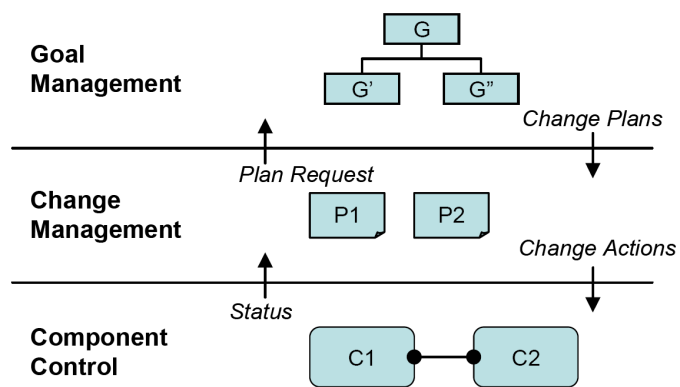 G
Goal
Management
G'
G"
Change Plans
Plan Request
Change
Management
P1
P2
Change Actions
Status
Component
Control
C1
C2